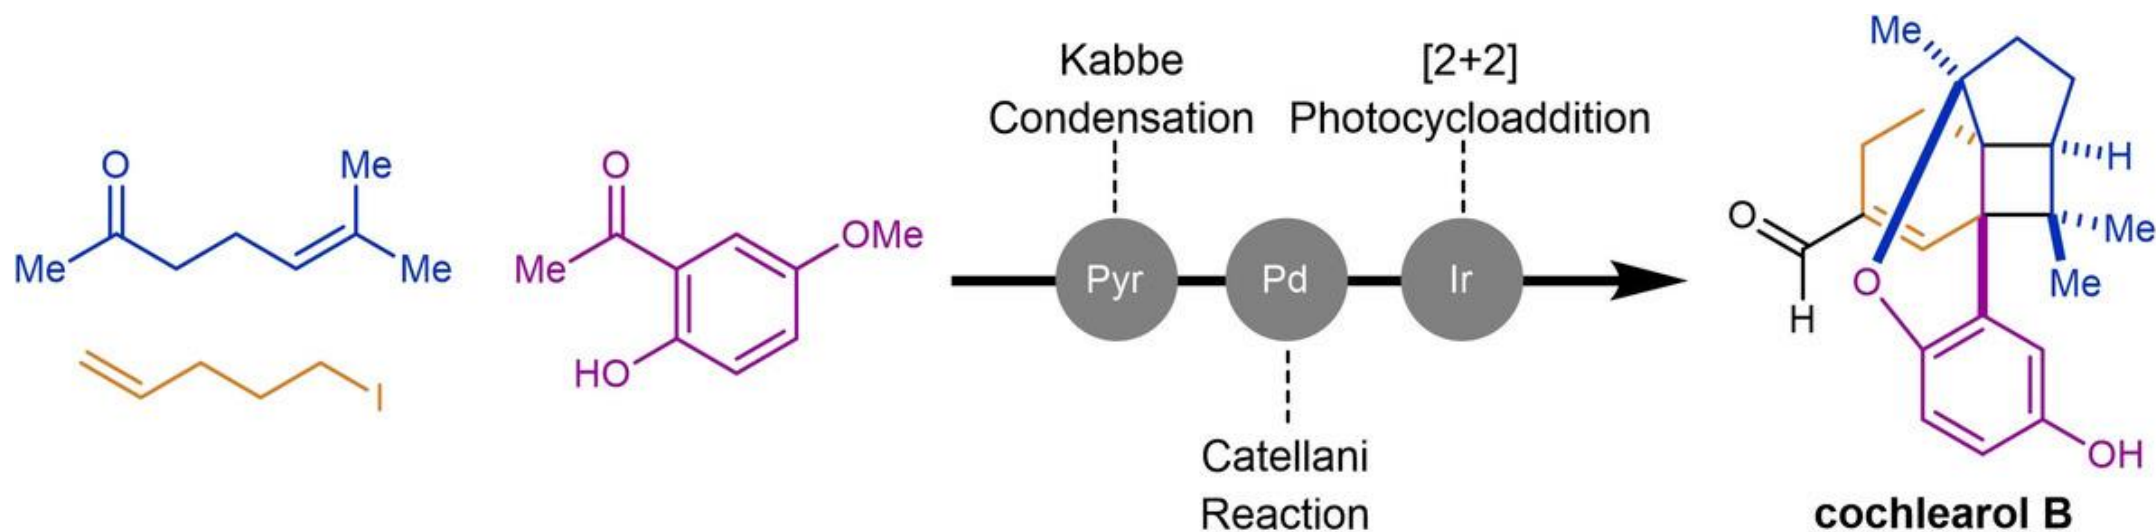 Kabbe
Condensation
[2+2]
Photocycloaddition
O
Me
Me
Me
I
O
Me
OMe
HO
Pyr
Pd
Ir
Catellani
Reaction
Me
H
Me
Me
O
H
O
OH
cochlearol B